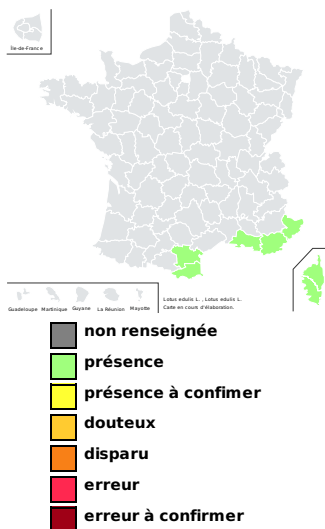 Île-de-France
Guadeloupe Martinique Guyane La Réunion Mayotte
Lotus edulis L. , Lotus edulis L.
Carte en cours d'élaboration.
non renseignée
présence
présence à confimer
douteux
disparu
erreur
erreur à confirmer